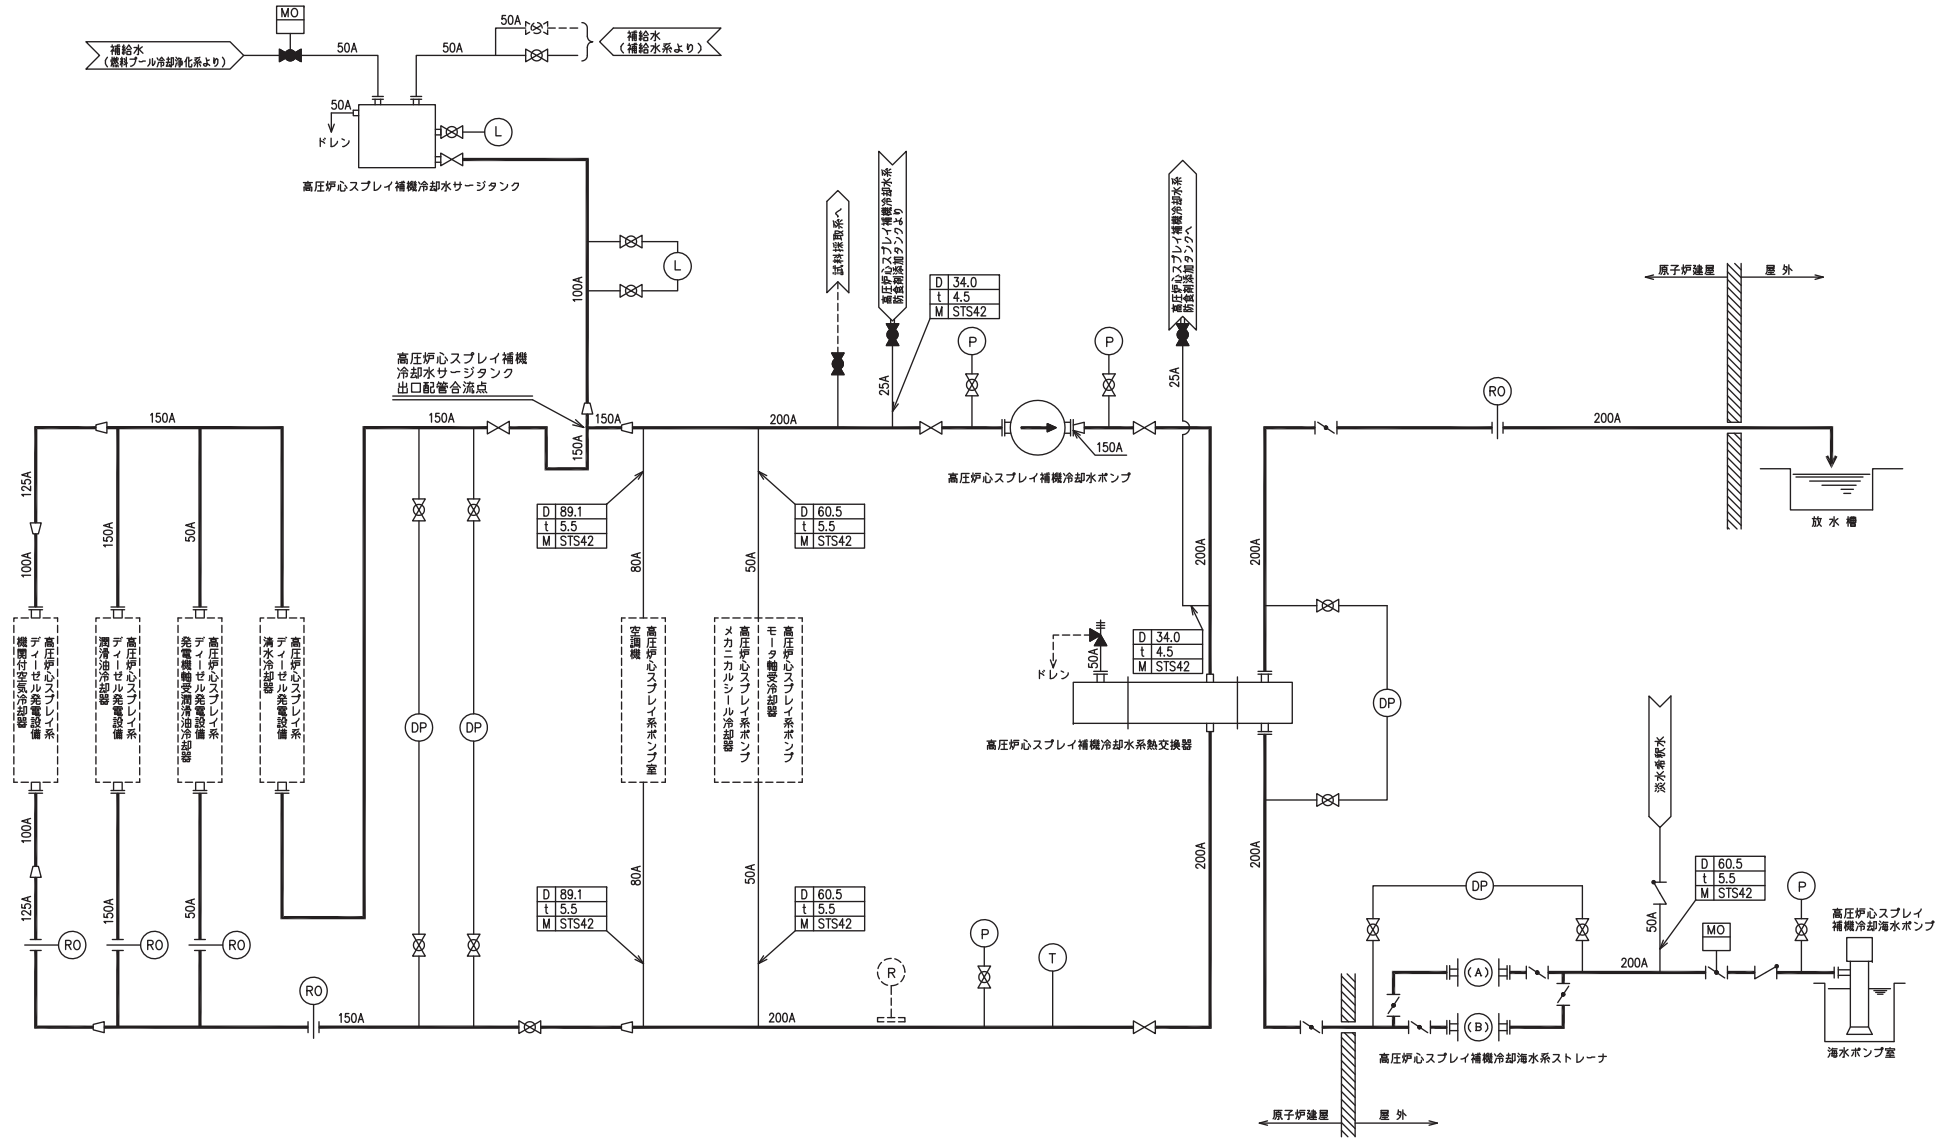 MO
50A
補給水
(補給水系より)
補給水
(燃料プール冷却浄化系より)
50A
50A
50A
ドレン
L
高圧炉心スプレイ補機冷却水サージタンク
L
100A
試料採取系へ
高圧炉心スプレイ補機冷却水系
防食剤添加タンクより
高圧炉心スプレイ補機冷却水系
防食剤添加タンクへ
D 34.0
t 4.5
M STS42
原子炉建屋
屋 外
高圧炉心スプレイ補機
冷却水サージタンク
出口配管合流点
25A
P
P
25A
RO
150A
150A
150A
150A
200A
150A
200A
高圧炉心スプレイ補機冷却水ポンプ
放 水 槽
125A
100A
150A
50A
D 89.1
t 5.5
M STS42
D 60.5
t 5.5
M STS42
80A
50A
200A
200A
高圧炉心スプレイ系
ディーゼル発電設備
機関付空気冷却器
高圧炉心スプレイ系
ディーゼル発電設備
潤滑油冷却器
高圧炉心スプレイ系
ディーゼル発電設備
発電機軸受潤滑油冷却器
高圧炉心スプレイ系
ディーゼル発電設備
清水冷却器
DP
DP
高圧炉心スプレイ系ポンプ室
空調機
高圧炉心スプレイ系ポンプ
メカニカルシール冷却器
高圧炉心スプレイ系ポンプ
モータ軸受冷却器
ドレン
50A
D 34.0
t 4.5
M STS42
DP
高圧炉心スプレイ補機冷却水系熱交換器
淡水希釈水
100A
125A
150A
50A
80A
50A
200A
200A
D 89.1
t 5.5
M STS42
D 60.5
t 5.5
M STS42
DP
D 60.5
t 5.5
M STS42
50A
MO
P
高圧炉心スプレイ
補機冷却海水ポンプ
RO
RO
RO
RO
150A
R
P
T
200A
(A)
(B)
200A
高圧炉心スプレイ補機冷却海水系ストレーナ
海水ポンプ室
原子炉建屋
屋 外